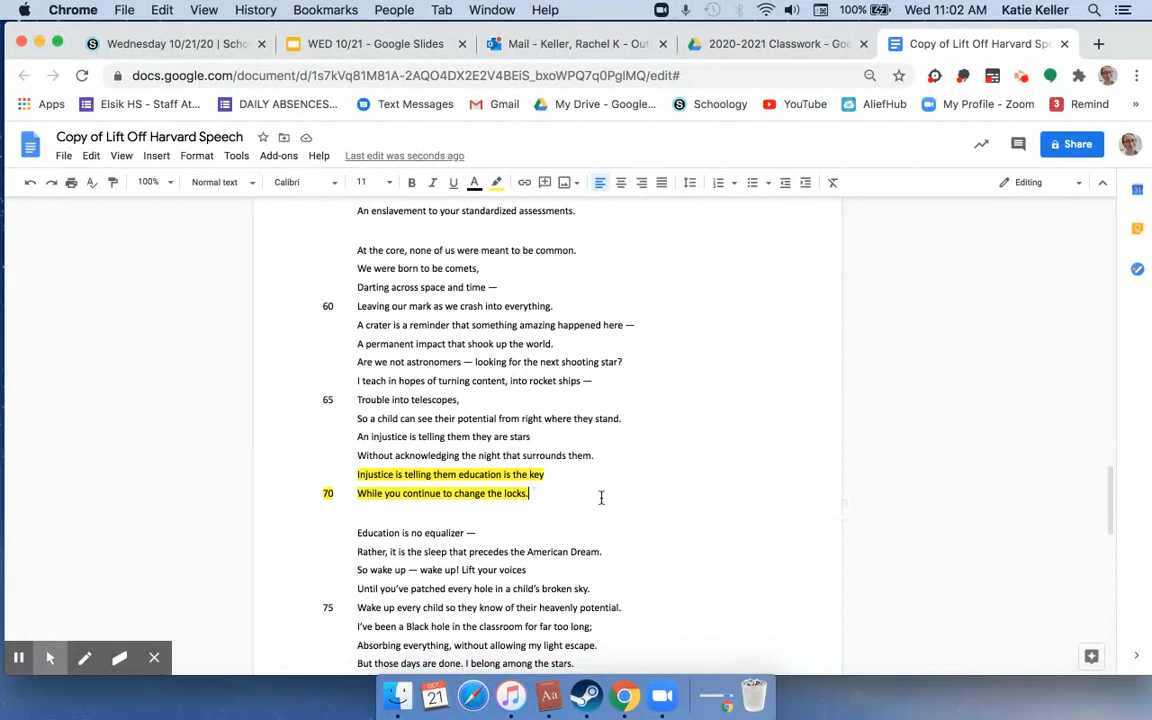 Chrome File Edit View History Bookmarks People Tab Window Help 100% Wed 11:02 AM Katie Keller
Wednesday 10/21/20 | Scho
WED 10/21 - Google Slides
Mail - Keller, Rachel K - Out
2020-2021 Classwork - Go
Copy of Lift Off Harvard Spe
docs.google.com/document/d/1s7kVq81M81A-2AQO4DX2E2V4BEiS_bxoWPQ7q0PglMQ/edit#
Apps Elsik HS - Staff At... DAILY ABSENCES... Text Messages Gmail My Drive - Google... Schoology YouTube AliefHub My Profile - Zoom 3 Remind »
Copy of Lift Off Harvard Speech
File Edit View Insert Format Tools Add-ons Help Last edit was seconds ago
Share
100% Normal text Calibri 11 B I U A Editing
An enslavement to your standardized assessments.
At the core, none of us were meant to be common.
We were born to be comets,
Darting across space and time —
60 Leaving our mark as we crash into everything.
A crater is a reminder that something amazing happened here —
A permanent impact that shook up the world.
Are we not astronomers — looking for the next shooting star?
I teach in hopes of turning content, into rocket ships —
65 Trouble into telescopes,
So a child can see their potential from right where they stand.
An injustice is telling them they are stars
Without acknowledging the night that surrounds them.
Injustice is telling them education is the key
70 While you continue to change the locks.
Education is no equalizer —
Rather, it is the sleep that precedes the American Dream.
So wake up — wake up! Lift your voices
Until you've patched every hole in a child's broken sky.
75 Wake up every child so they know of their heavenly potential.
I've been a Black hole in the classroom for far too long;
Absorbing everything, without allowing my light escape.
But those days are done. I belong among the stars.
OCT
21
Aa